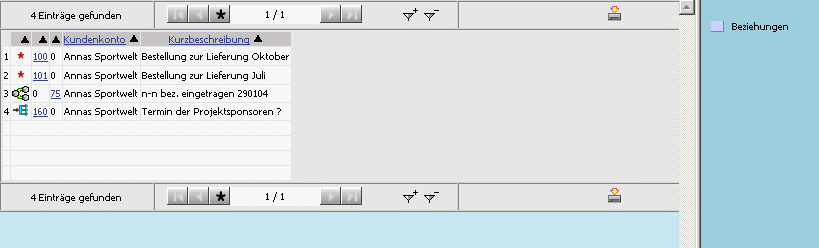 4 Einträge gefunden * 1 / 1
Beziehungen
Kundenkonto Kurzbeschreibung
1 * 100 0 Annas Sportwelt Bestellung zur Lieferung Oktober
2 * 101 0 Annas Sportwelt Bestellung zur Lieferung Juli
3 0 75 Annas Sportwelt n-n bez. eingetragen 290104
4 160 0 Annas Sportwelt Termin der Projektsponsoren ?
4 Einträge gefunden * 1 / 1